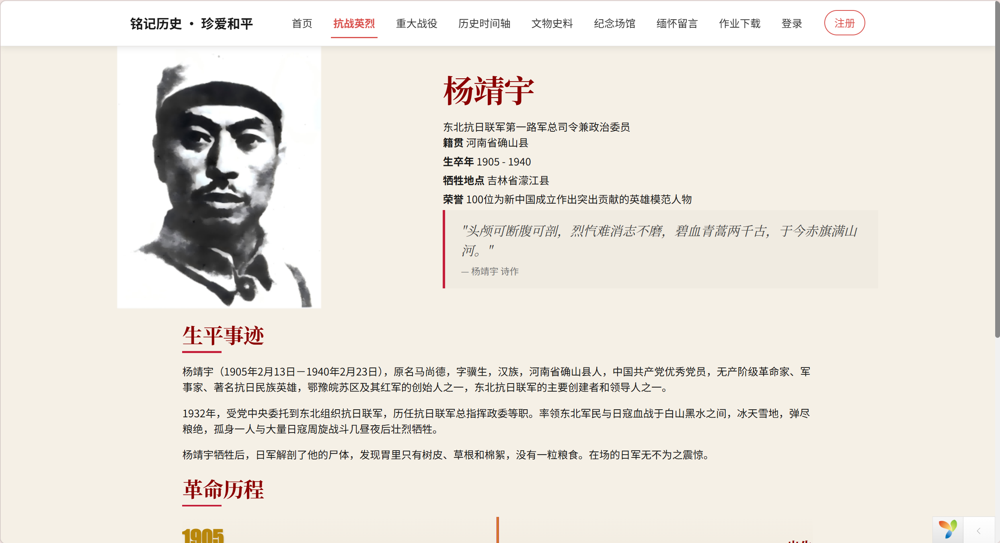 铭记历史 · 珍爱和平
首页 抗战英烈 重大战役 历史时间轴 文物史料 纪念场馆 缅怀留言 作业下载 登录 注册
杨靖宇
东北抗日联军第一路军总司令兼政治委员
籍贯 河南省确山县
生卒年 1905 - 1940
牺牲地点 吉林省濛江县
荣誉 100位为新中国成立作出突出贡献的英雄模范人物
"头颅可断腹可剖，烈忾难消志不磨，碧血青蒿两千古，于今赤旗满山
河。"
— 杨靖宇 诗作
生平事迹
杨靖宇（1905年2月13日－1940年2月23日），原名马尚德，字骥生，汉族，河南省确山县人，中国共产党优秀党员，无产阶级革命家、军
事家、著名抗日民族英雄，鄂豫皖苏区及其红军的创始人之一，东北抗日联军的主要创建者和领导人之一。
1932年，受党中央委托到东北组织抗日联军，历任抗日联军总指挥政委等职。率领东北军民与日寇血战于白山黑水之间，冰天雪地，弹尽
粮绝，孤身一人与大量日寇周旋战斗几昼夜后壮烈牺牲。
杨靖宇牺牲后，日军解剖了他的尸体，发现胃里只有树皮、草根和棉絮，没有一粒粮食。在场的日军无不为之震惊。
革命历程
1905